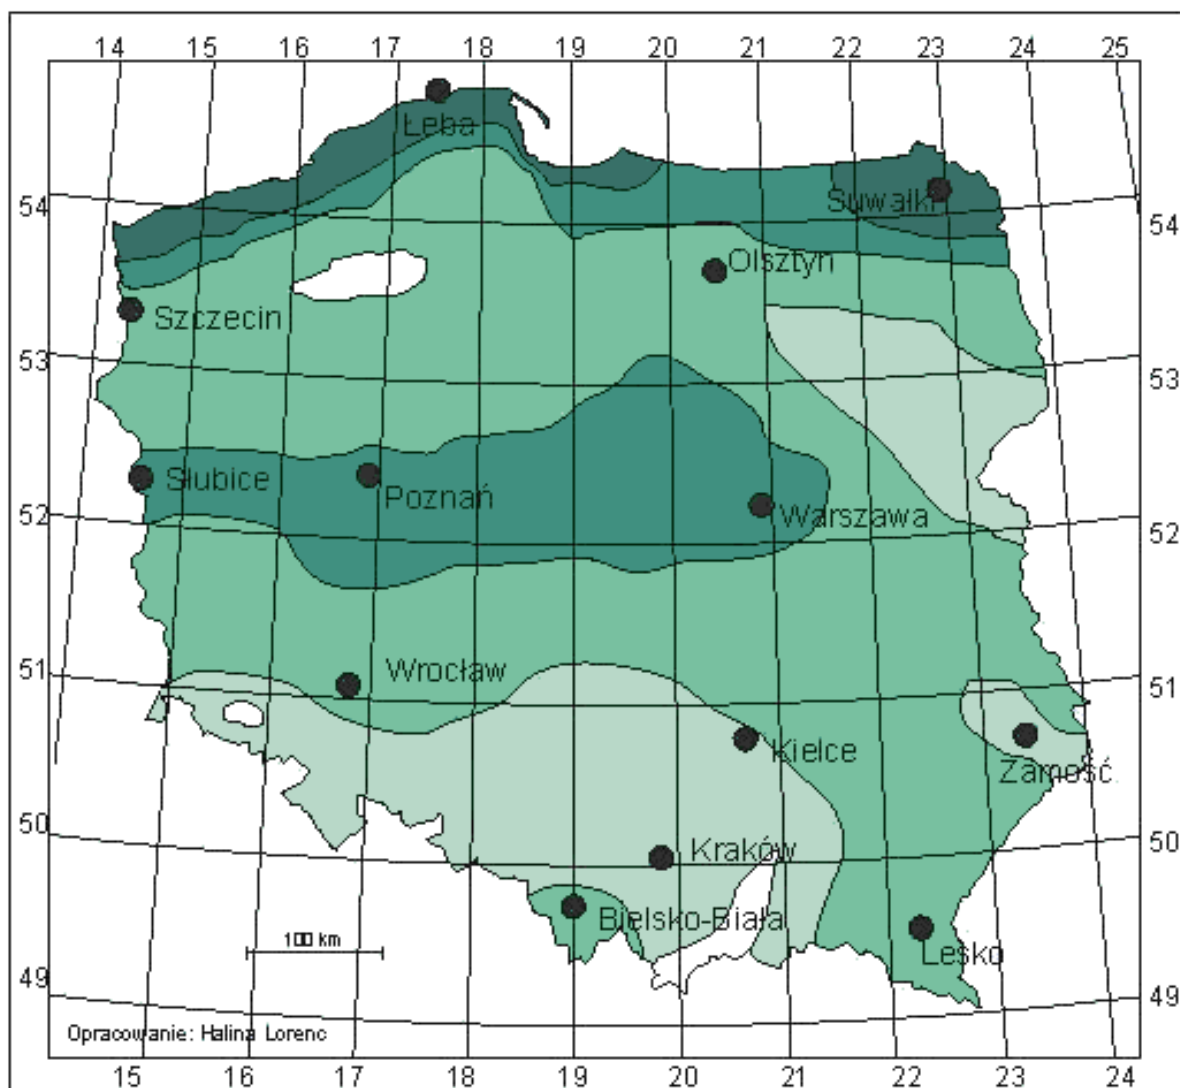 14 15 16 17 18 19 20 21 22 23 24 25
Łeba
Suwałki
54
54
Olsztyn
Szczecin
53
53
Słubice
Poznań
Warszawa
52
52
Wrocław
51
51
Kielce
Zamość
50
50
Kraków
Bielsko-Biała
100 km
Lesko
49
49
Opracowanie: Halina Lorenc
15 16 17 18 19 20 21 22 23 24